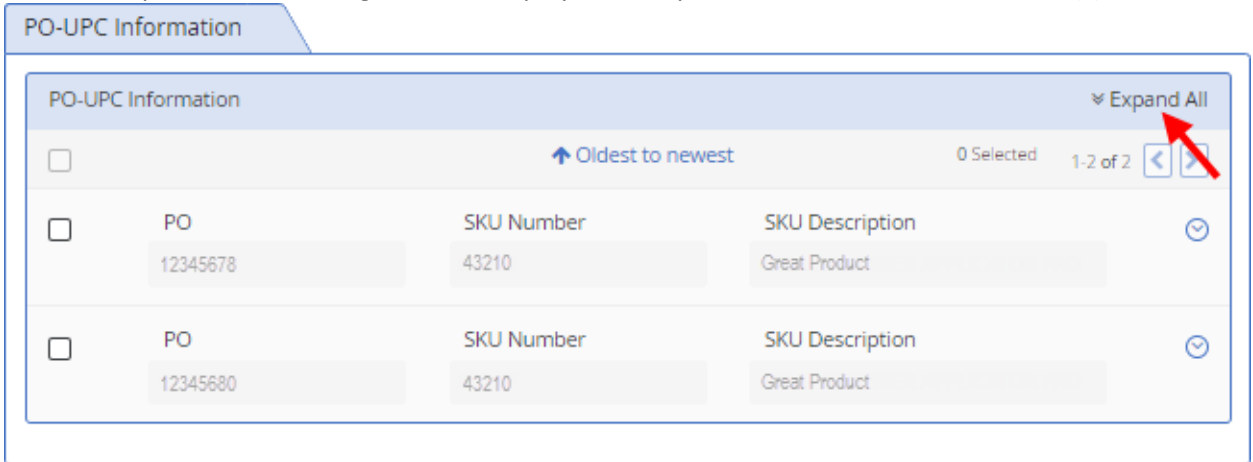 PO-UPC Information
PO-UPC Information Expand All
Oldest to newest 0 Selected 1-2 of 2
PO SKU Number SKU Description
12345678 43210 Great Product
PO SKU Number SKU Description
12345680 43210 Great Product